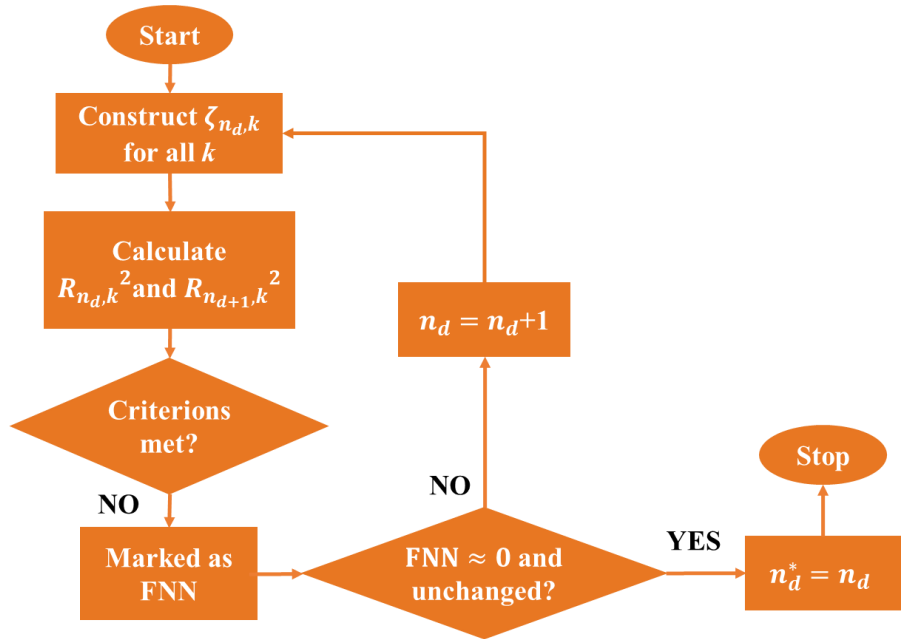 Start
Construct ζ_{n_d,k}
for all k
Calculate
R_{n_d,k}² and R_{n_{d+1},k}²
Criterions
met?
NO
Marked as
FNN
FNN ≈ 0 and
unchanged?
NO
n_d = n_d+1
YES
n_d^* = n_d
Stop